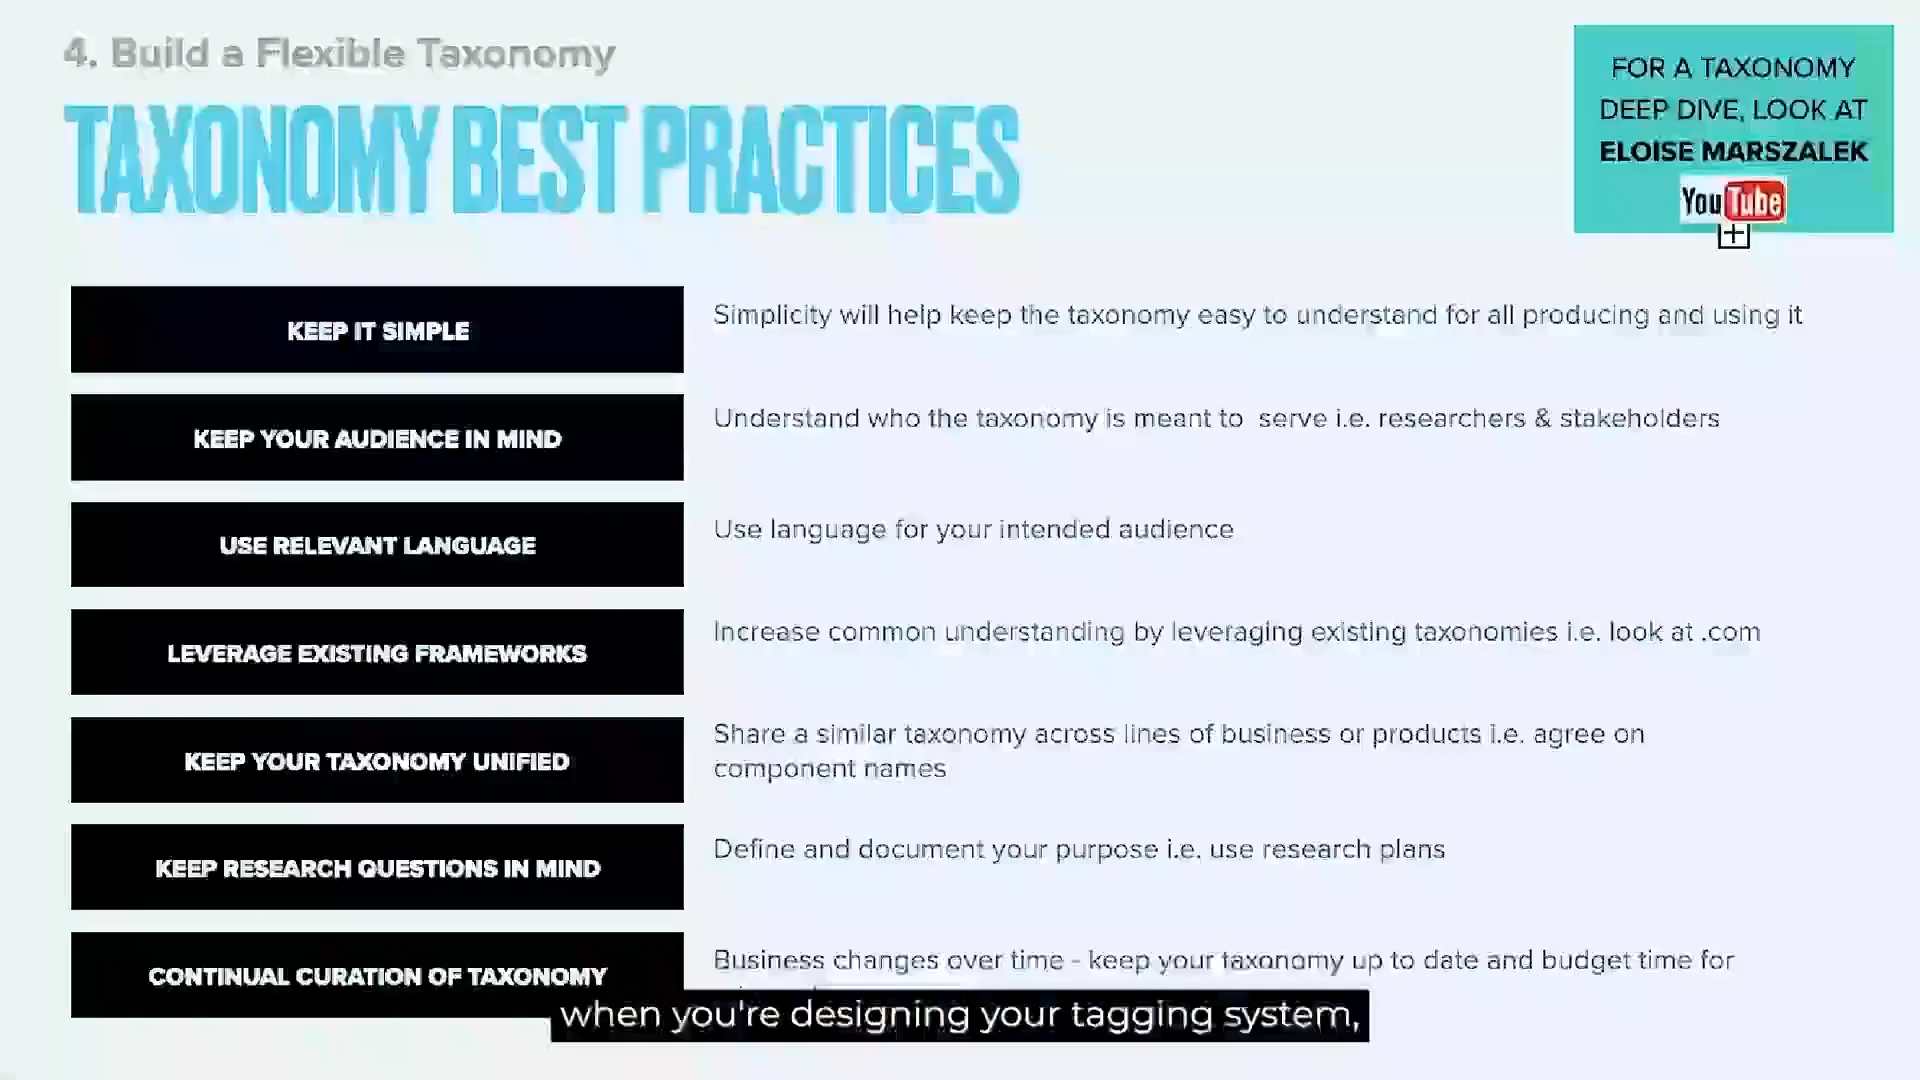 4. Build a Flexible Taxonomy
TAXONOMY BEST PRACTICES
FOR A TAXONOMY
DEEP DIVE, LOOK AT
ELOISE MARSZALEK
YouTube
KEEP IT SIMPLE
Simplicity will help keep the taxonomy easy to understand for all producing and using it
KEEP YOUR AUDIENCE IN MIND
Understand who the taxonomy is meant to serve i.e. researchers & stakeholders
USE RELEVANT LANGUAGE
Use language for your intended audience
LEVERAGE EXISTING FRAMEWORKS
Increase common understanding by leveraging existing taxonomies i.e. look at .com
KEEP YOUR TAXONOMY UNIFIED
Share a similar taxonomy across lines of business or products i.e. agree on
component names
KEEP RESEARCH QUESTIONS IN MIND
Define and document your purpose i.e. use research plans
CONTINUAL CURATION OF TAXONOMY
Business changes over time - keep your taxonomy up to date and budget time for
when you're designing your tagging system,